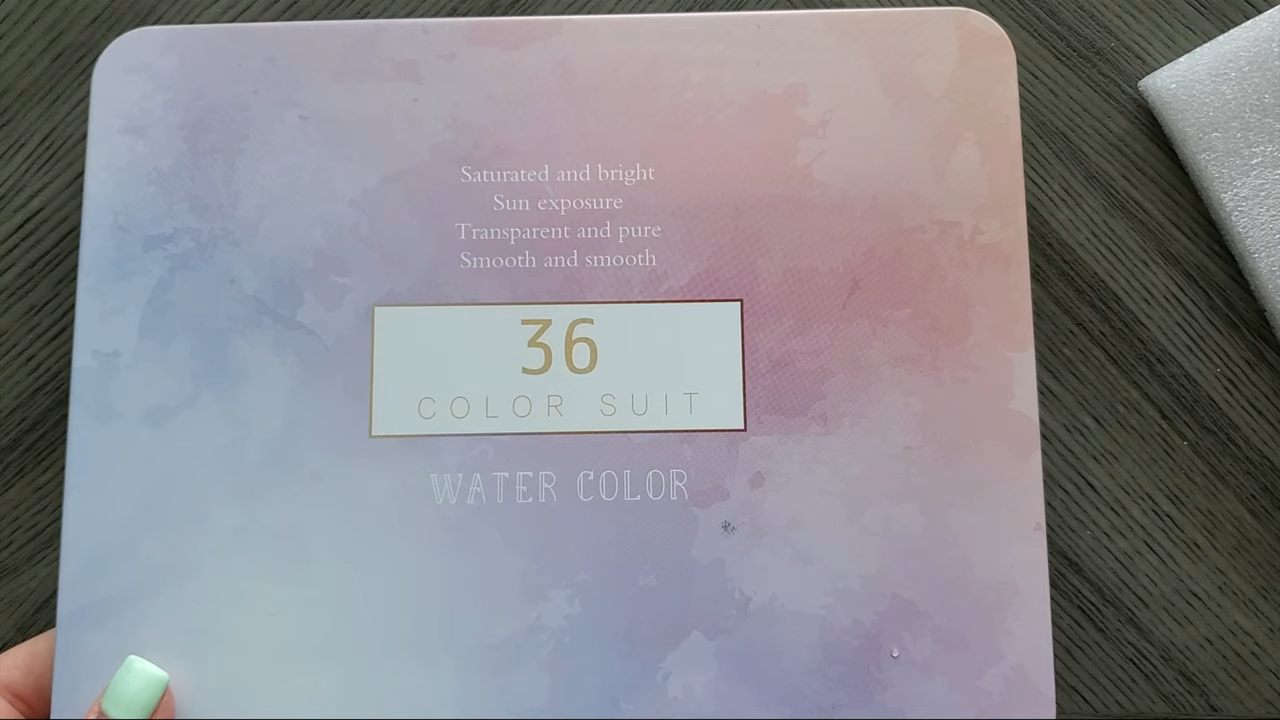 Saturated and bright
Sun exposure
Transparent and pure
Smooth and smooth
36
COLOR SUIT
WATER COLOR